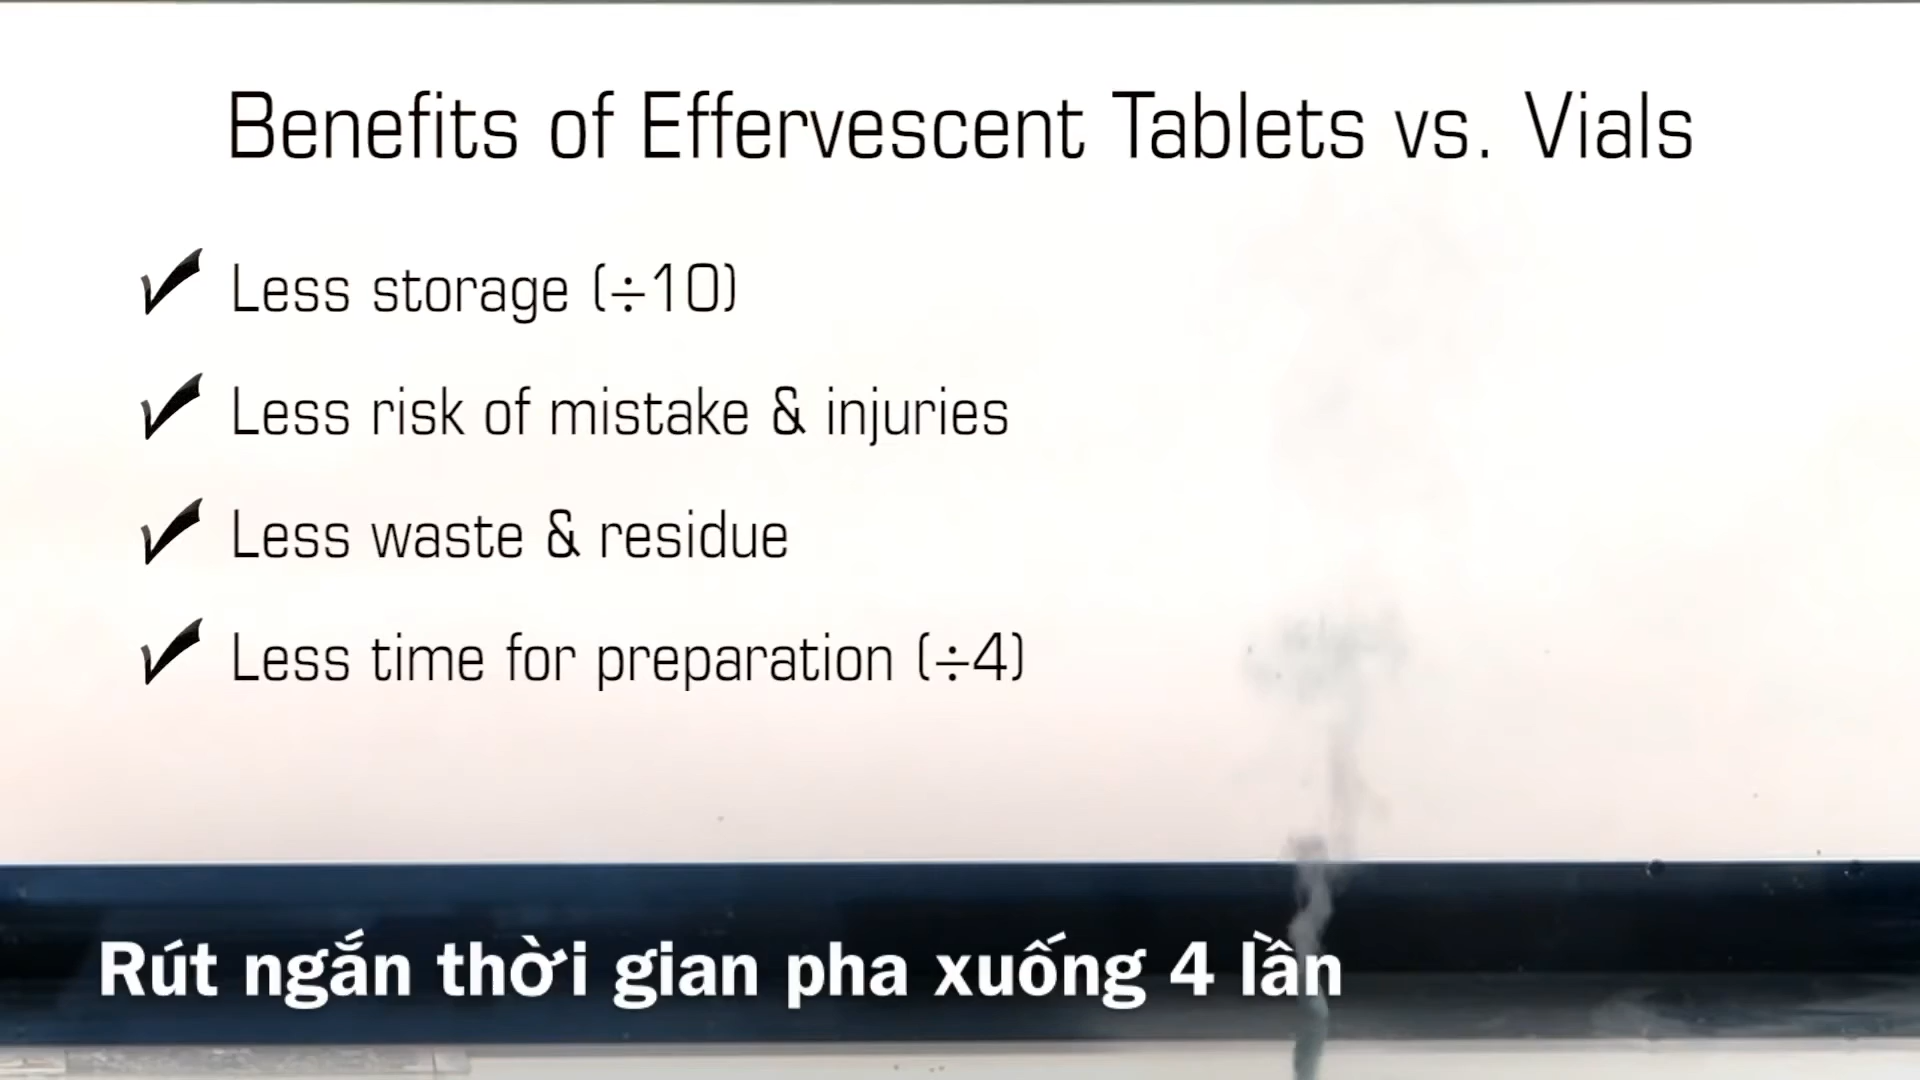 Benefits of Effervescent Tablets vs. Vials
Less storage (÷10)
Less risk of mistake & injuries
Less waste & residue
Less time for preparation (÷4)
Rút ngắn thời gian pha xuống 4 lần